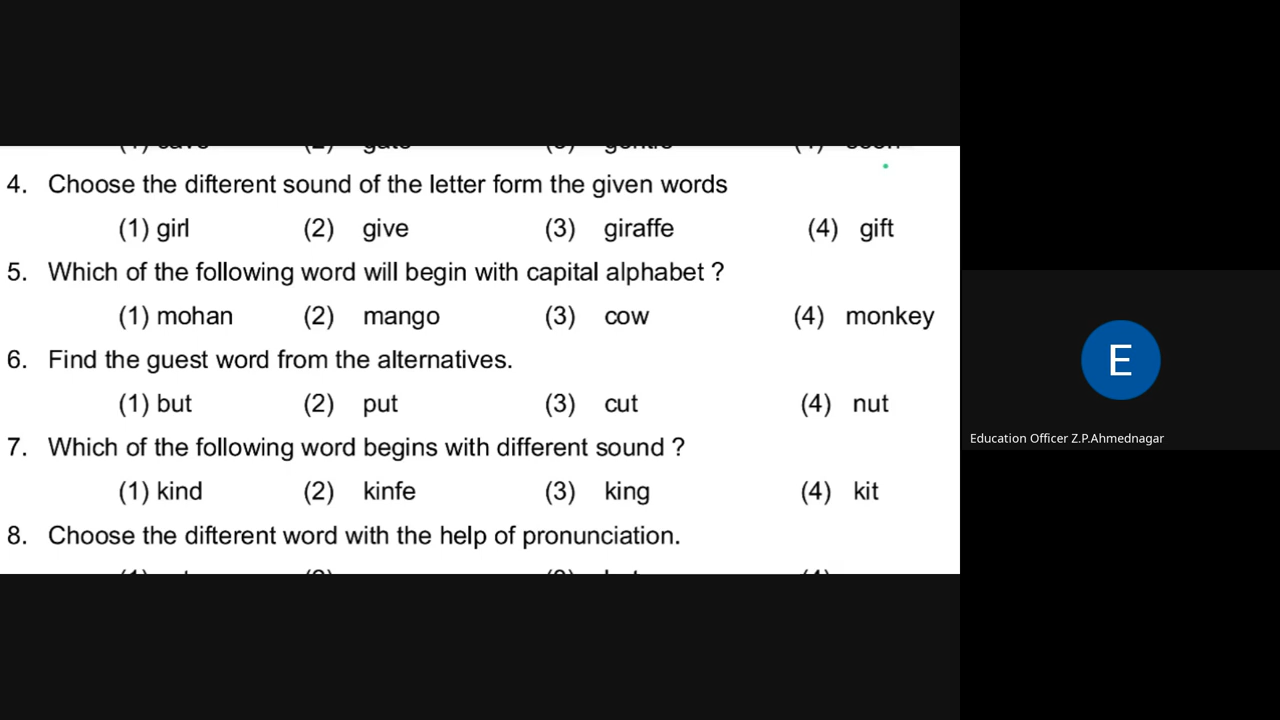 4. Choose the different sound of the letter form the given words
(1) girl (2) give (3) giraffe (4) gift
5. Which of the following word will begin with capital alphabet ?
(1) mohan (2) mango (3) cow (4) monkey
6. Find the guest word from the alternatives.
(1) but (2) put (3) cut (4) nut
7. Which of the following word begins with different sound ?
(1) kind (2) kinfe (3) king (4) kit
8. Choose the different word with the help of pronunciation.
E
Education Officer Z.P.Ahmednagar